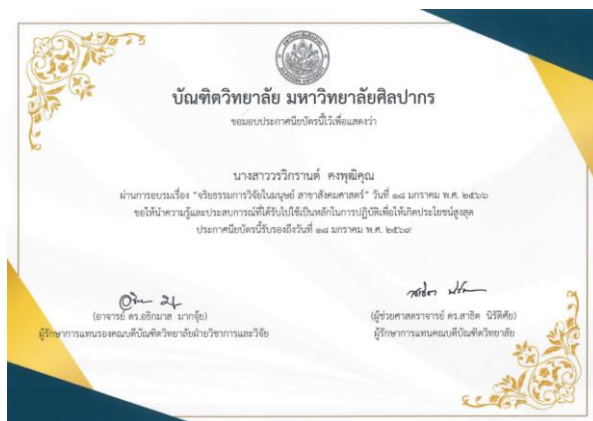 บัณฑิตวิทยาลัย มหาวิทยาลัยศิลปากร
ขอมอบประกาศนียบัตรนี้ไว้เพื่อแสดงว่า
นางสาววรวิกรานต์ คงพุฒิคุณ
ผ่านการอบรมเรื่อง "จริยธรรมการวิจัยในมนุษย์ สาขาสังคมศาสตร์" วันที่ ๑๘ มกราคม พ.ศ. ๒๕๖๖
ขอให้นำความรู้และประสบการณ์ที่ได้รับไปใช้เป็นหลักในการปฏิบัติเพื่อให้เกิดประโยชน์สูงสุด
ประกาศนียบัตรนี้รับรองถึงวันที่ ๑๘ มกราคม พ.ศ. ๒๕๖๙
(อาจารย์ ดร.อธิกมาส มากจุ้ย)
ผู้รักษาการแทนรองคณบดีบัณฑิตวิทยาลัยฝ่ายวิชาการและวิจัย
(ผู้ช่วยศาสตราจารย์ ดร.สาธิต นิรัติศัย)
ผู้รักษาการแทนคณบดีบัณฑิตวิทยาลัย